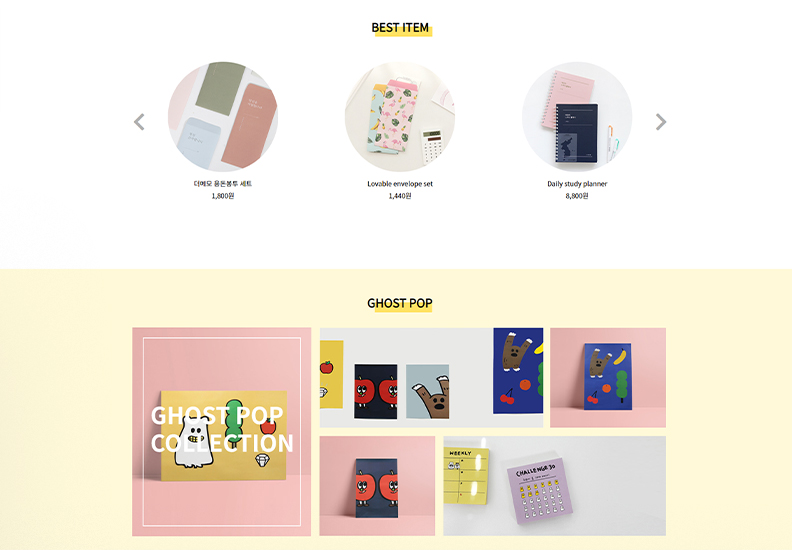 BEST ITEM
더메모 용돈봉투 세트
1,800원
Lovable envelope set
1,440원
Daily study planner
8,800원
GHOST POP
GHOST POP
COLLECTION
WEEKLY
CHALLENGE 30